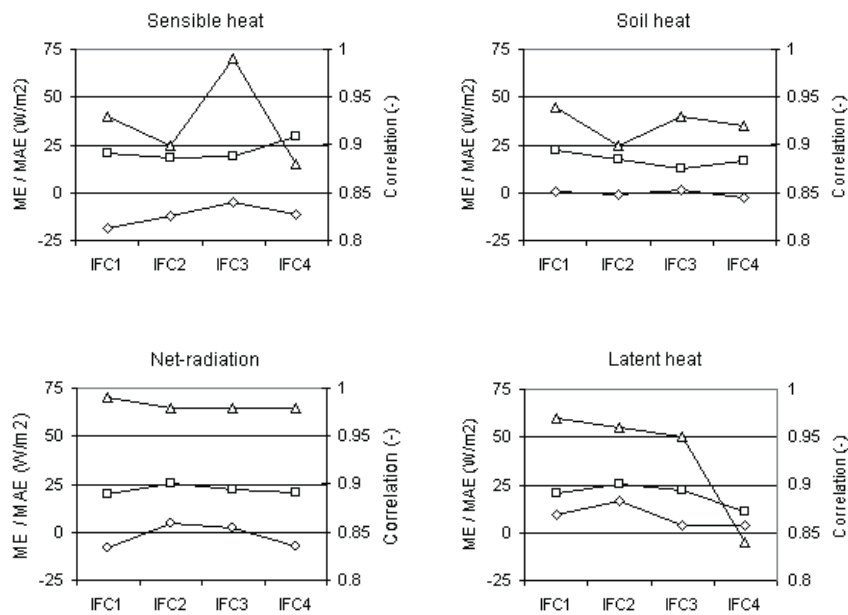 Sensible heat
ME / MAE (W/m2)
75
50
25
0
-25
1
0.95
0.9
0.85
0.8
Correlation (-)
IFC1 IFC2 IFC3 IFC4
Soil heat
ME / MAE (W/m2)
75
50
25
0
-25
1
0.95
0.9
0.85
0.8
Correlation (-)
IFC1 IFC2 IFC3 IFC4
Net-radiation
ME / MAE (W/m2)
75
50
25
0
-25
1
0.95
0.9
0.85
0.8
Correlation (-)
IFC1 IFC2 IFC3 IFC4
Latent heat
ME / MAE (W/m2)
75
50
25
0
-25
1
0.95
0.9
0.85
0.8
Correlation (-)
IFC1 IFC2 IFC3 IFC4